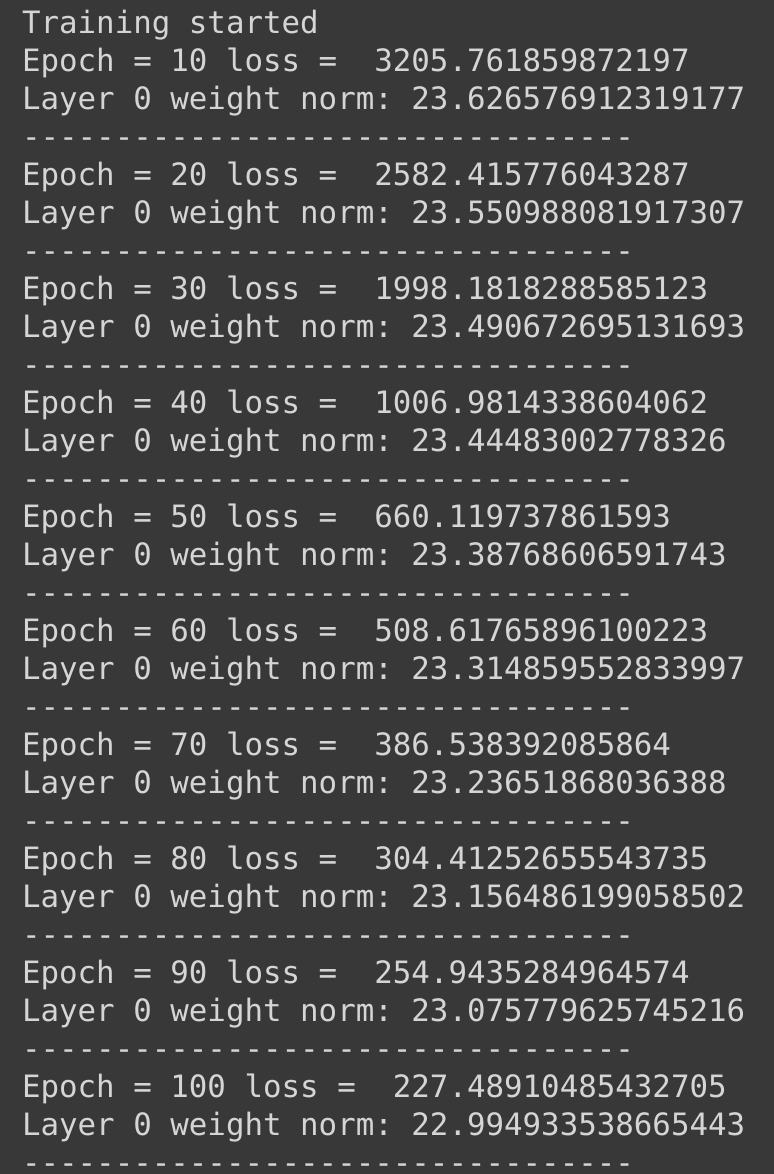 Training started
Epoch = 10 loss =  3205.761859872197
Layer 0 weight norm: 23.626576912319177
---------------------------------
Epoch = 20 loss =  2582.415776043287
Layer 0 weight norm: 23.550988081917307
---------------------------------
Epoch = 30 loss =  1998.1818288585123
Layer 0 weight norm: 23.490672695131693
---------------------------------
Epoch = 40 loss =  1006.9814338604062
Layer 0 weight norm: 23.44483002778326
---------------------------------
Epoch = 50 loss =  660.119737861593
Layer 0 weight norm: 23.38768606591743
---------------------------------
Epoch = 60 loss =  508.61765896100223
Layer 0 weight norm: 23.314859552833997
---------------------------------
Epoch = 70 loss =  386.538392085864
Layer 0 weight norm: 23.23651868036388
---------------------------------
Epoch = 80 loss =  304.41252655543735
Layer 0 weight norm: 23.156486199058502
---------------------------------
Epoch = 90 loss =  254.9435284964574
Layer 0 weight norm: 23.075779625745216
---------------------------------
Epoch = 100 loss =  227.48910485432705
Layer 0 weight norm: 22.994933538665443
---------------------------------